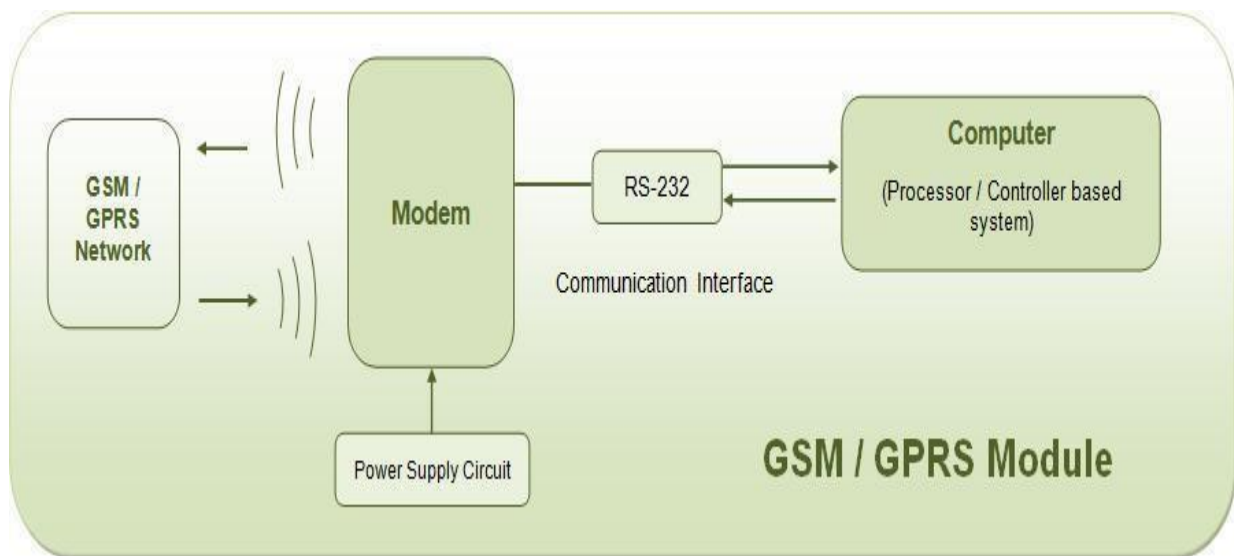 GSM /
GPRS
Network
Modem
RS-232
Communication Interface
Computer
(Processor / Controller based
system)
Power Supply Circuit
GSM / GPRS Module